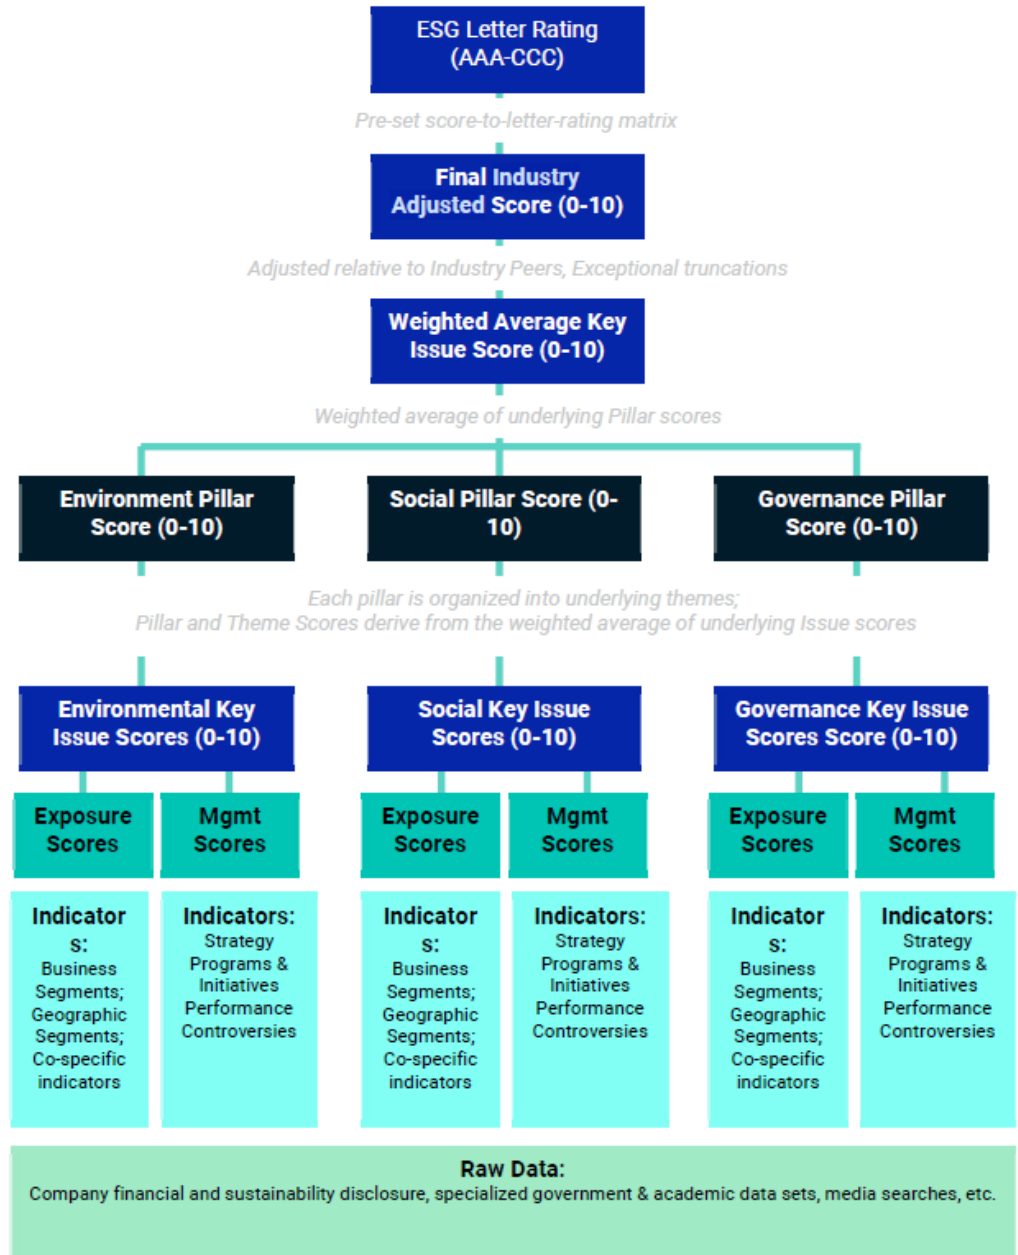 ESG Letter Rating
(AAA-CCC)
Pre-set score-to-letter-rating matrix
Final Industry
Adjusted Score (0-10)
Adjusted relative to Industry Peers, Exceptional truncations
Weighted Average Key
Issue Score (0-10)
Weighted average of underlying Pillar scores
Environment Pillar
Score (0-10)
Social Pillar Score (0-
10)
Governance Pillar
Score (0-10)
Each pillar is organized into underlying themes;
Pillar and Theme Scores derive from the weighted average of underlying Issue scores
Environmental Key
Issue Scores (0-10)
Social Key Issue
Scores (0-10)
Governance Key Issue
Scores Score (0-10)
Exposure
Scores
Mgmt
Scores
Exposure
Scores
Mgmt
Scores
Exposure
Scores
Mgmt
Scores
Indicator
s:
Business
Segments;
Geographic
Segments;
Co-specific
indicators
Indicators:
Strategy
Programs &
Initiatives
Performance
Controversies
Indicator
s:
Business
Segments;
Geographic
Segments;
Co-specific
indicators
Indicators:
Strategy
Programs &
Initiatives
Performance
Controversies
Indicator
s:
Business
Segments;
Geographic
Segments;
Co-specific
indicators
Indicators:
Strategy
Programs &
Initiatives
Performance
Controversies
Raw Data:
Company financial and sustainability disclosure, specialized government & academic data sets, media searches, etc.